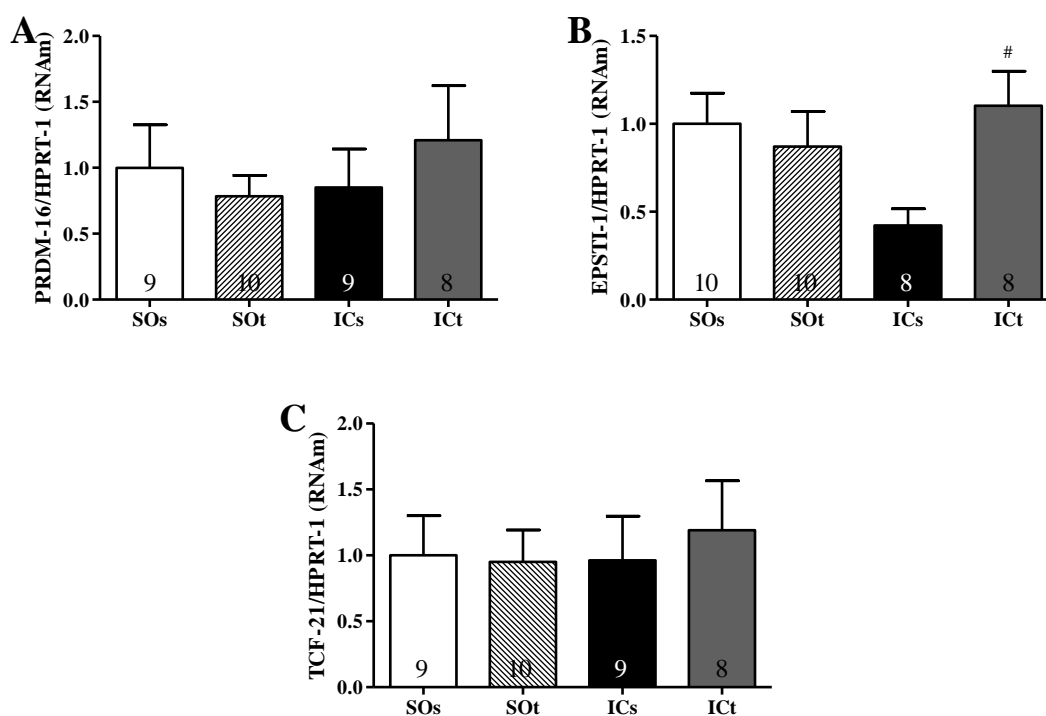 A
PRDM-16/HPRT-1 (RNAm)
2.0
1.5
1.0
0.5
0.0
9
10
9
8
SOs
SOt
ICs
ICt
B
EPSTI-1/HPRT-1 (RNAm)
1.5
1.0
0.5
0.0
#
10
10
8
8
SOs
SOt
ICs
ICt
C
TCF-21/HPRT-1 (RNAm)
2.0
1.5
1.0
0.5
0.0
9
10
9
8
SOs
SOt
ICs
ICt